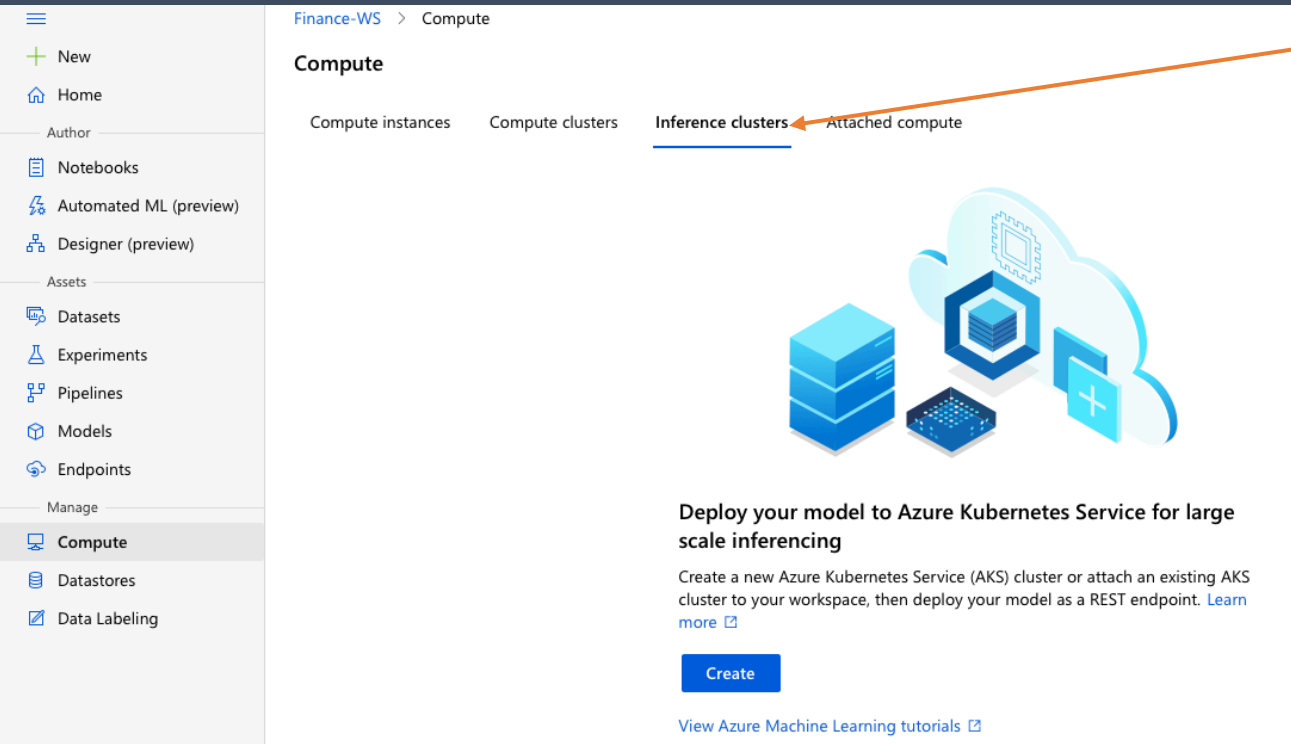 Finance-WS > Compute
New
Home
Author
Notebooks
Automated ML (preview)
Designer (preview)
Assets
Datasets
Experiments
Pipelines
Models
Endpoints
Manage
Compute
Datastores
Data Labeling
Compute
Compute instances Compute clusters Inference clusters Attached compute
Deploy your model to Azure Kubernetes Service for large
scale inferencing
Create a new Azure Kubernetes Service (AKS) cluster or attach an existing AKS
cluster to your workspace, then deploy your model as a REST endpoint. Learn
more
Create
View Azure Machine Learning tutorials